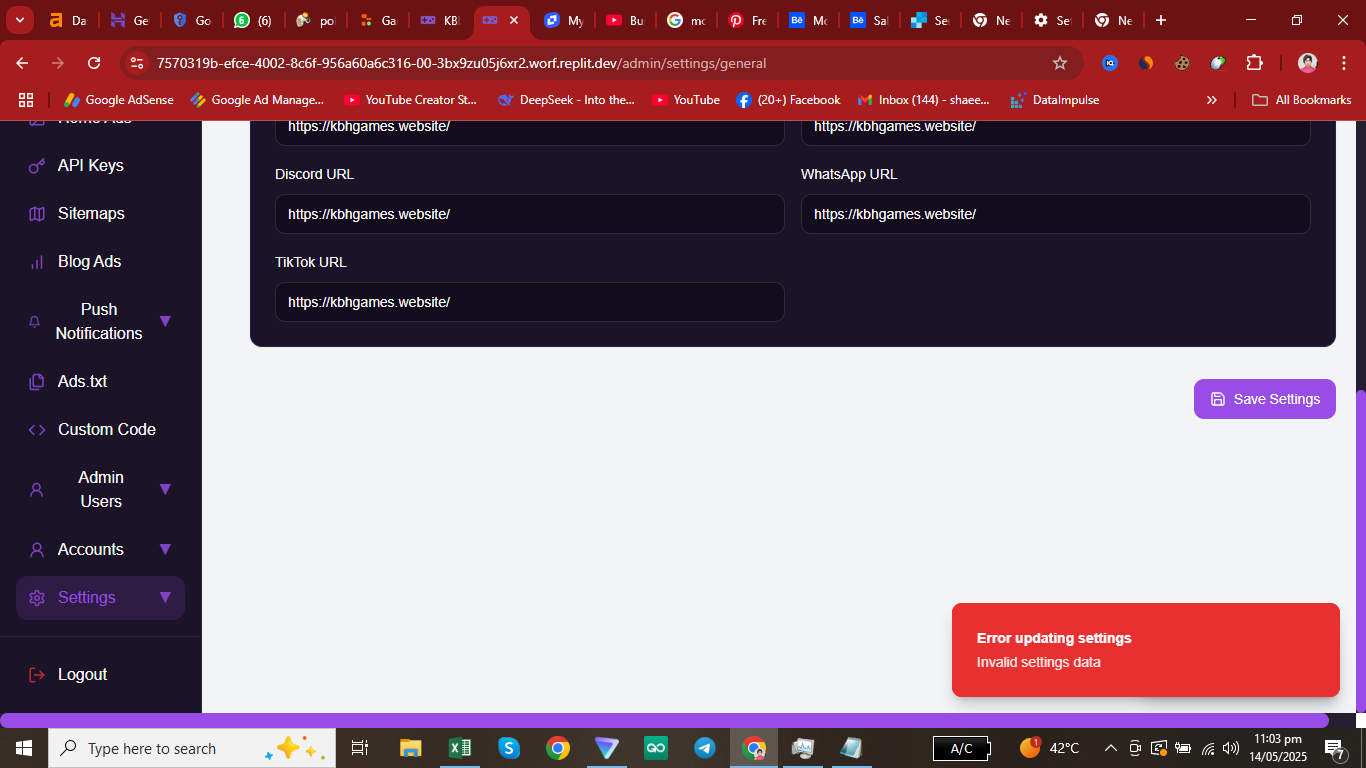 Da
Ge
Go
(6)
po
Ga
KB
My
Bu
mo
Fre
Mo
Sal
Se
Ne
Set
Ne
7570319b-efce-4002-8c6f-956a60a6c316-00-3bx9zu05j6xr2.worf.replit.dev/admin/settings/general
Google AdSense
Google Ad Manage...
YouTube Creator St...
DeepSeek - Into the...
YouTube
(20+) Facebook
Inbox (144) - shaee...
DataImpulse
All Bookmarks
Home Ads
API Keys
Sitemaps
Blog Ads
Push
Notifications
Ads.txt
Custom Code
Admin
Users
Accounts
Settings
Logout
https://kbhgames.website/
https://kbhgames.website/
Discord URL
WhatsApp URL
https://kbhgames.website/
https://kbhgames.website/
TikTok URL
https://kbhgames.website/
Save Settings
Error updating settings
Invalid settings data
Type here to search
A/C
1
42°C
11:03 pm
14/05/2025
7